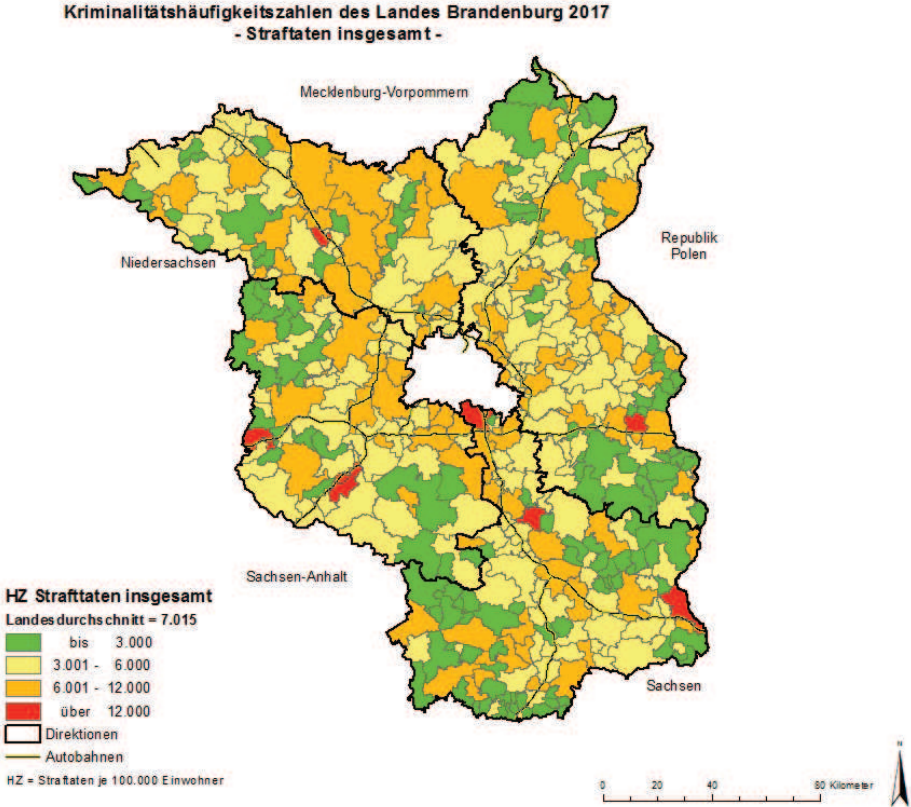 Kriminalitätshäufigkeitszahlen des Landes Brandenburg 2017
- Straftaten insgesamt -
Mecklenburg-Vorpommern
Republik
Polen
Niedersachsen
Sachsen-Anhalt
Sachsen
HZ Strafttaten insgesamt
Landesdurchschnitt = 7.015
bis 3.000
3.001 - 6.000
6.001 - 12.000
über 12.000
Direktionen
Autobahnen
HZ = Straftaten je 100.000 Einwohner
N
0 20 40 80 Kilometer